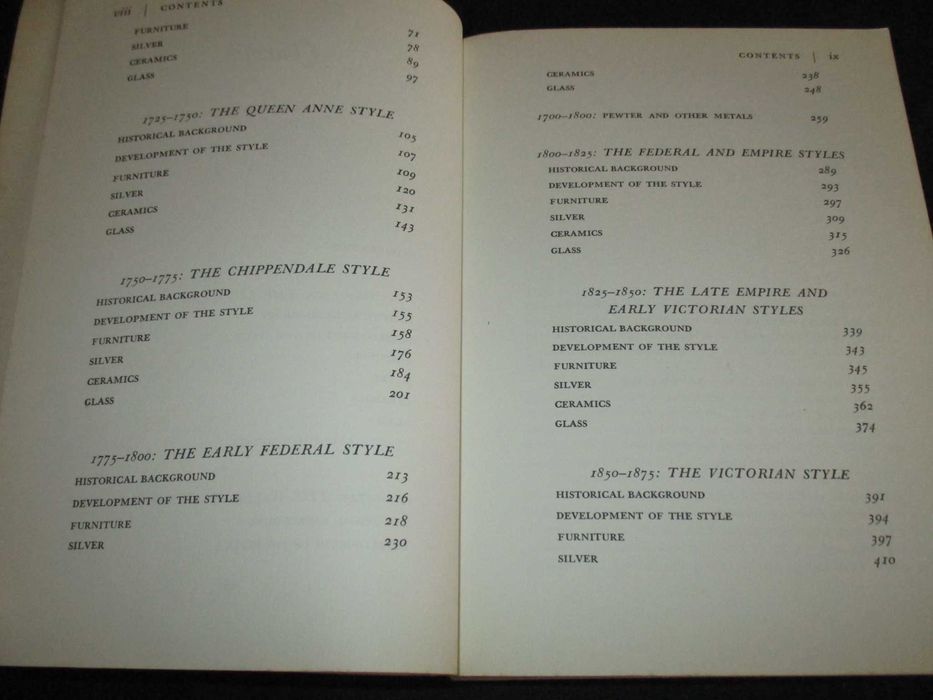 viii | CONTENTS
FURNITURE 71
SILVER 78
CERAMICS 89
GLASS 97
1725–1750: THE QUEEN ANNE STYLE
HISTORICAL BACKGROUND 105
DEVELOPMENT OF THE STYLE 107
FURNITURE 109
SILVER 120
CERAMICS 131
GLASS 143
1750–1775: THE CHIPPENDALE STYLE
HISTORICAL BACKGROUND 153
DEVELOPMENT OF THE STYLE 155
FURNITURE 158
SILVER 176
CERAMICS 184
GLASS 201
1775–1800: THE EARLY FEDERAL STYLE
HISTORICAL BACKGROUND 213
DEVELOPMENT OF THE STYLE 216
FURNITURE 218
SILVER 230
CONTENTS | ix
CERAMICS 238
GLASS 248
1700–1800: PEWTER AND OTHER METALS 259
1800–1825: THE FEDERAL AND EMPIRE STYLES
HISTORICAL BACKGROUND 289
DEVELOPMENT OF THE STYLE 293
FURNITURE 297
SILVER 309
CERAMICS 315
GLASS 326
1825–1850: THE LATE EMPIRE AND
EARLY VICTORIAN STYLES
HISTORICAL BACKGROUND 339
DEVELOPMENT OF THE STYLE 343
FURNITURE 345
SILVER 355
CERAMICS 362
GLASS 374
1850–1875: THE VICTORIAN STYLE
HISTORICAL BACKGROUND 391
DEVELOPMENT OF THE STYLE 394
FURNITURE 397
SILVER 410